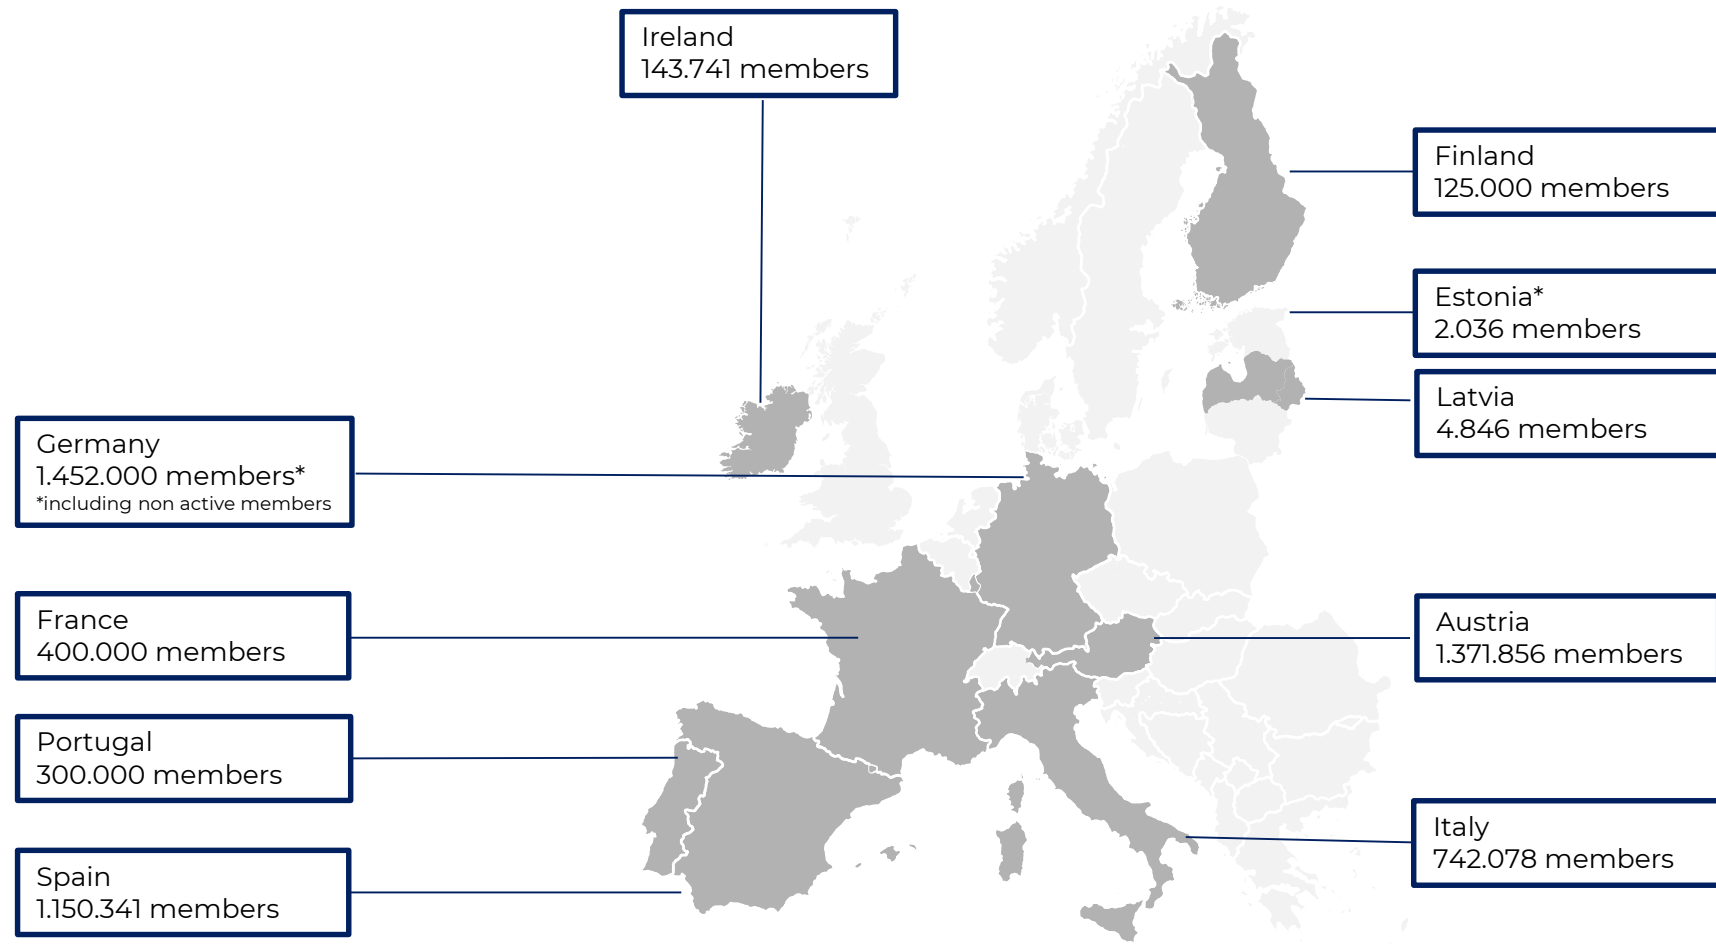 Ireland
143.741 members
Finland
125.000 members
Estonia*
2.036 members
Latvia
4.846 members
Germany
1.452.000 members*
*including non active members
France
400.000 members
Austria
1.371.856 members
Portugal
300.000 members
Italy
742.078 members
Spain
1.150.341 members